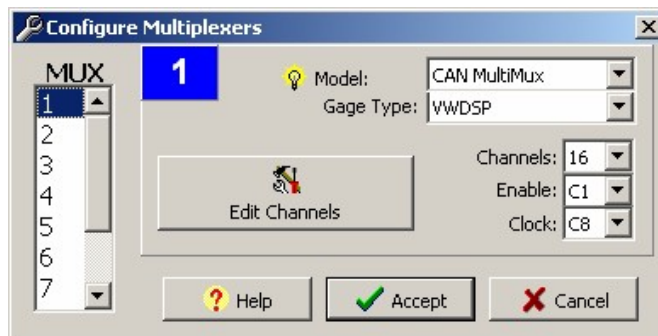 Configure Multiplexers
MUX
1
2
3
4
5
6
7
1
Model: CAN MultiMux
Gage Type: VWDSP
Edit Channels
Channels: 16
Enable: C1
Clock: C8
Help
Accept
Cancel